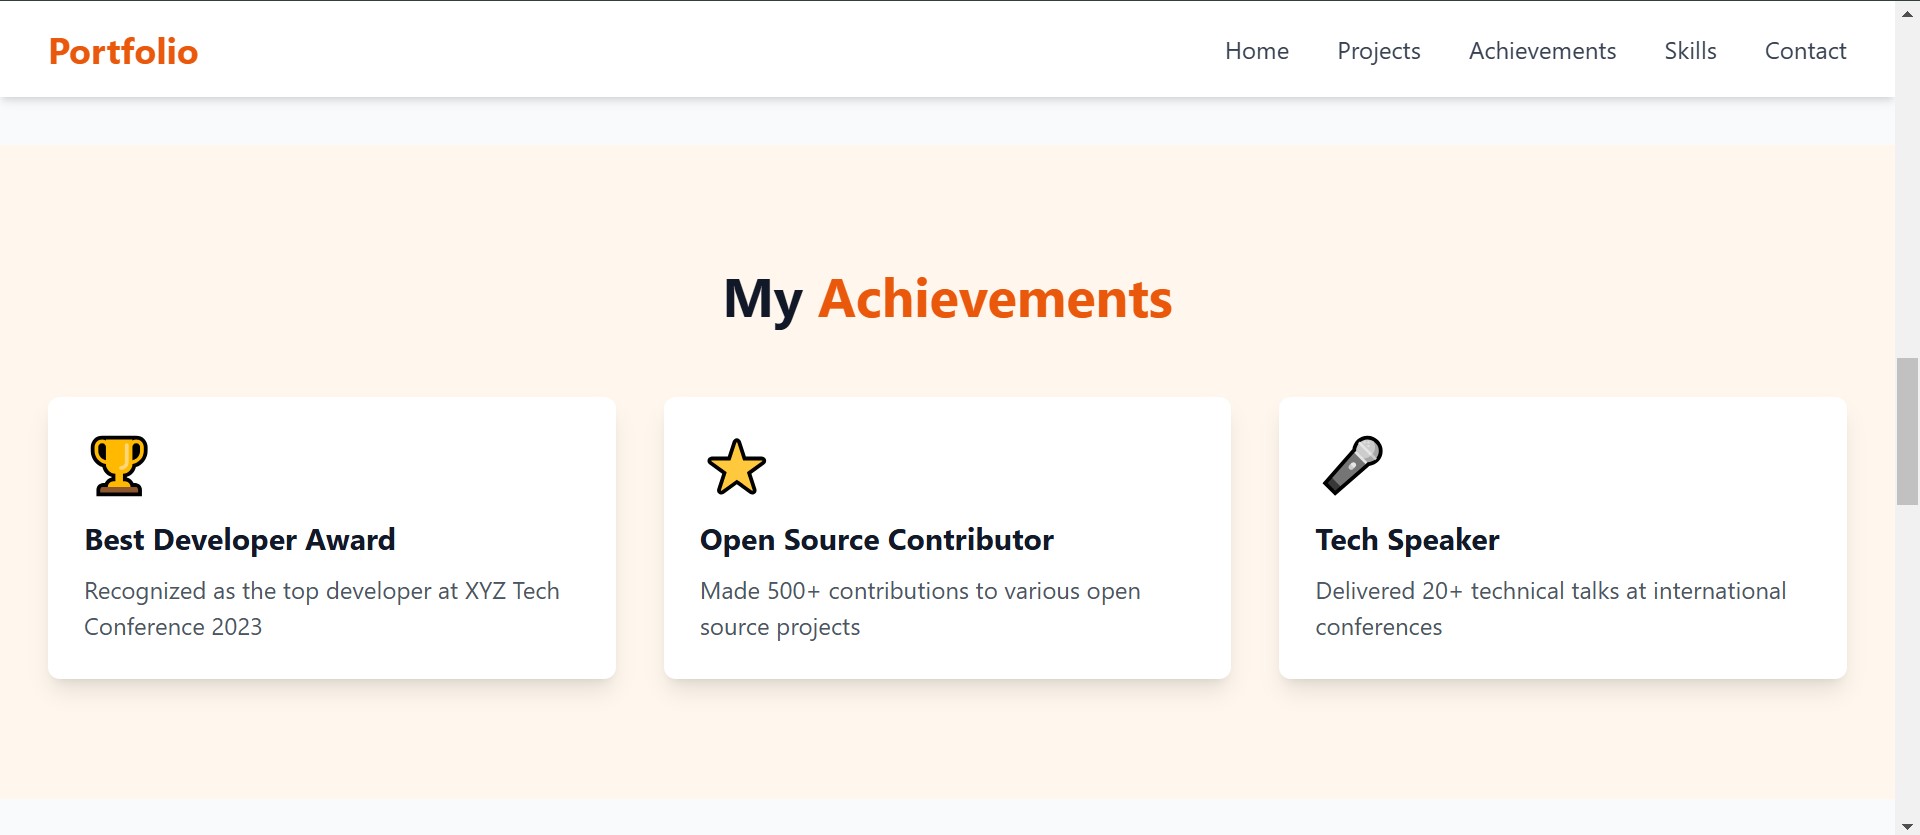 Portfolio
Home Projects Achievements Skills Contact
My Achievements
Best Developer Award
Recognized as the top developer at XYZ Tech
Conference 2023
Open Source Contributor
Made 500+ contributions to various open
source projects
Tech Speaker
Delivered 20+ technical talks at international
conferences